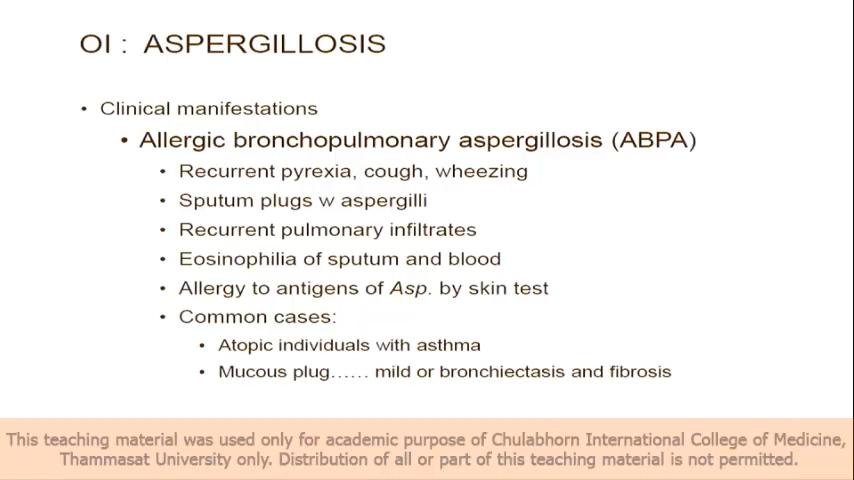 OI : ASPERGILLOSIS
• Clinical manifestations
• Allergic bronchopulmonary aspergillosis (ABPA)
• Recurrent pyrexia, cough, wheezing
• Sputum plugs w aspergilli
• Recurrent pulmonary infiltrates
• Eosinophilia of sputum and blood
• Allergy to antigens of Asp. by skin test
• Common cases:
• Atopic individuals with asthma
• Mucous plug…… mild or bronchiectasis and fibrosis
This teaching material was used only for academic purpose of Chulabhorn International College of Medicine,
Thammasat University only. Distribution of all or part of this teaching material is not permitted.